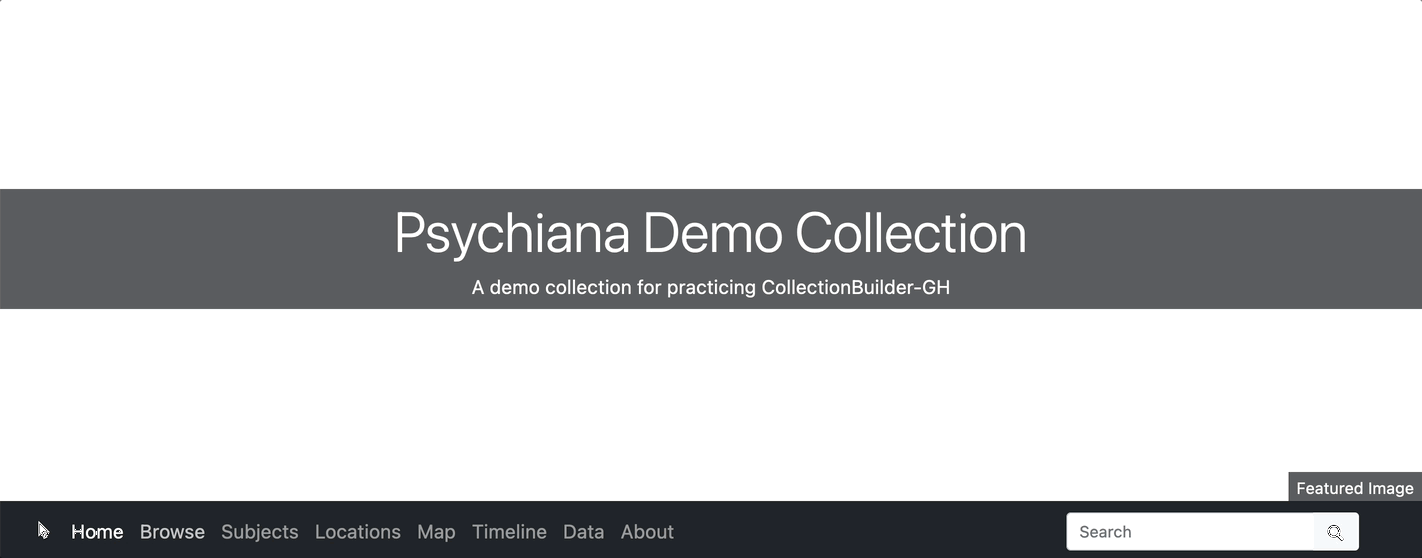 Psychiana Demo Collection
A demo collection for practicing CollectionBuilder-GH
Featured Image
Home Browse Subjects Locations Map Timeline Data About Search